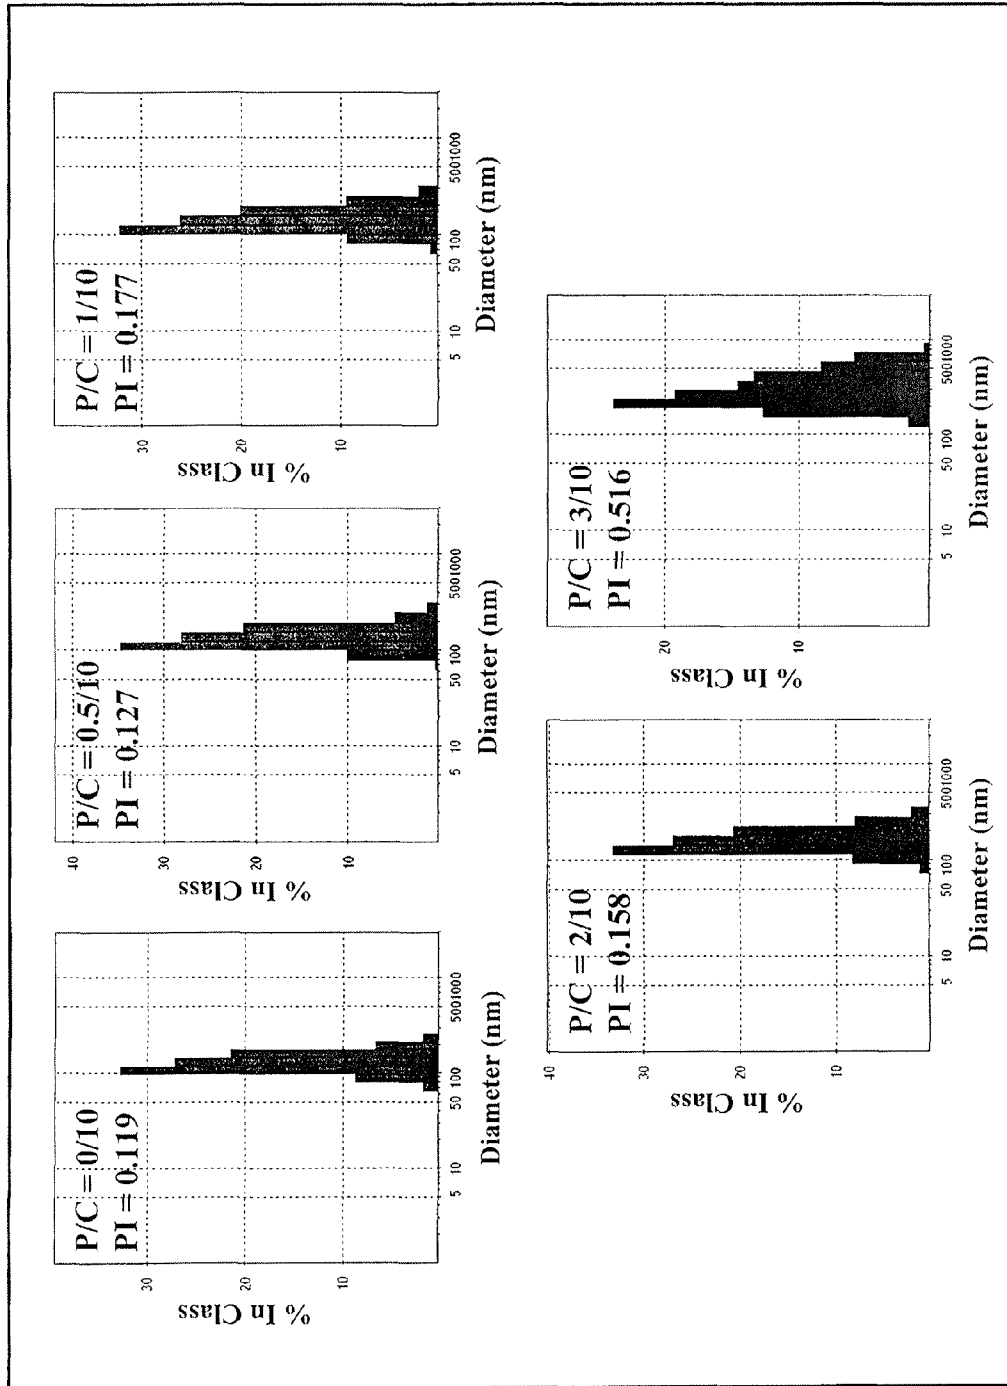 P/C = 0/10
PI = 0.119
% In Class
30
20
10
5 10 50 100 5001000
Diameter (nm)
P/C = 0.5/10
PI = 0.127
% In Class
40
30
20
10
5 10 50 100 5001000
Diameter (nm)
P/C = 1/10
PI = 0.177
% In Class
30
20
10
5 10 50 100 5001000
Diameter (nm)
P/C = 2/10
PI = 0.158
% In Class
40
30
20
10
5 10 50 100 5001000
Diameter (nm)
P/C = 3/10
PI = 0.516
% In Class
20
10
5 10 50 100 5001000
Diameter (nm)